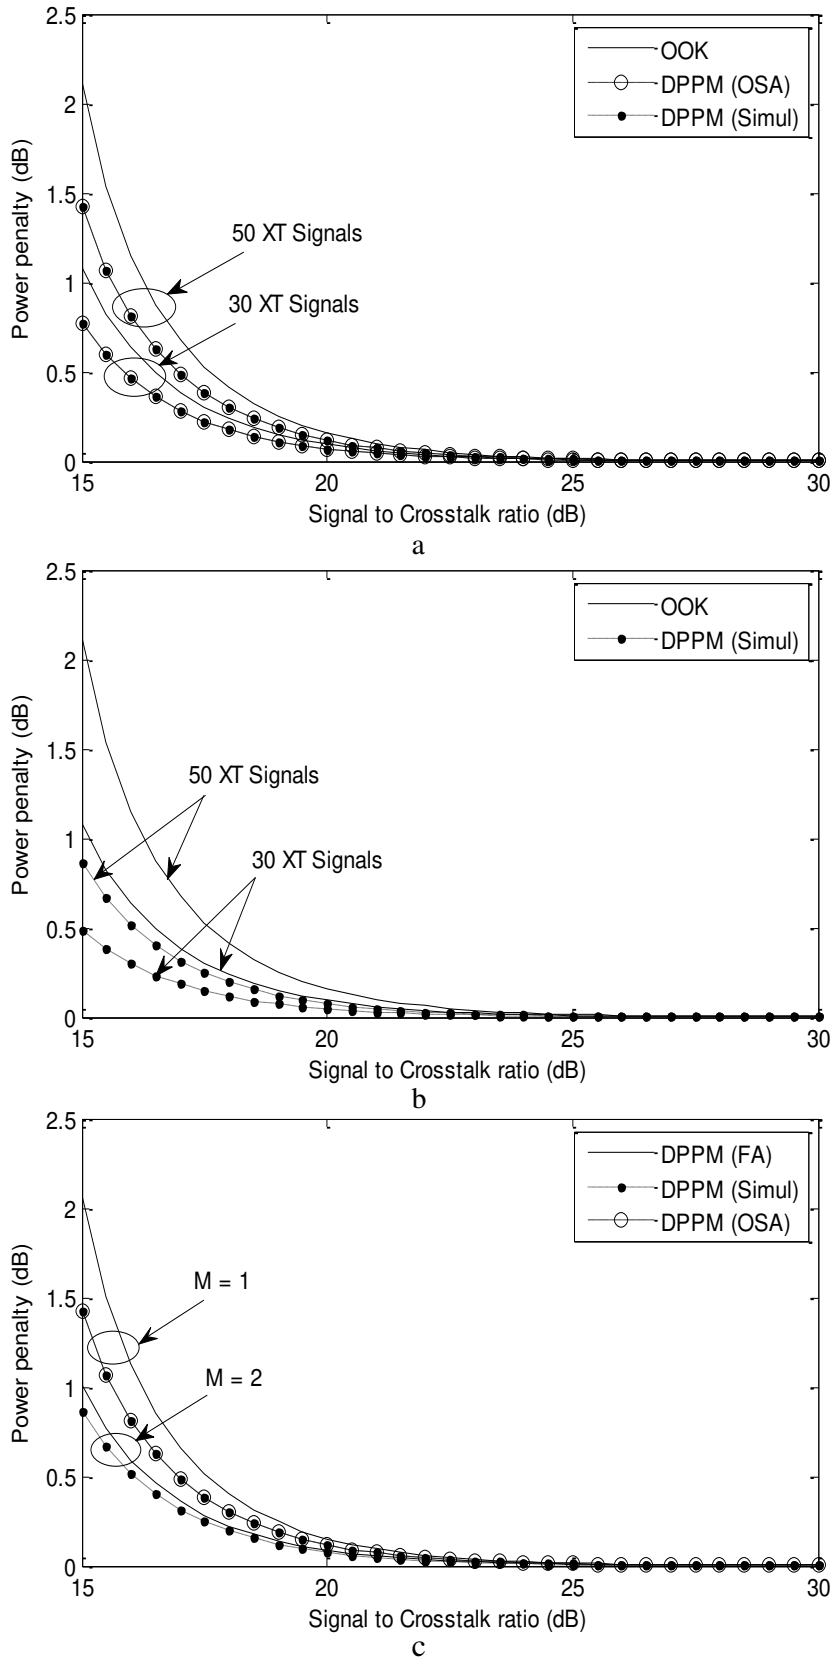 2.5
OOK
DPPM (OSA)
DPPM (Simul)
2
1.5
50 XT Signals
1
30 XT Signals
0.5
0
Power penalty (dB)
15 20 25 30
Signal to Crosstalk ratio (dB)
a
2.5
OOK
DPPM (Simul)
2
1.5
50 XT Signals
1
30 XT Signals
0.5
0
Power penalty (dB)
15 20 25 30
Signal to Crosstalk ratio (dB)
b
2.5
DPPM (FA)
DPPM (Simul)
DPPM (OSA)
2
1.5
M = 1
1
M = 2
0.5
0
Power penalty (dB)
15 20 25 30
Signal to Crosstalk ratio (dB)
c